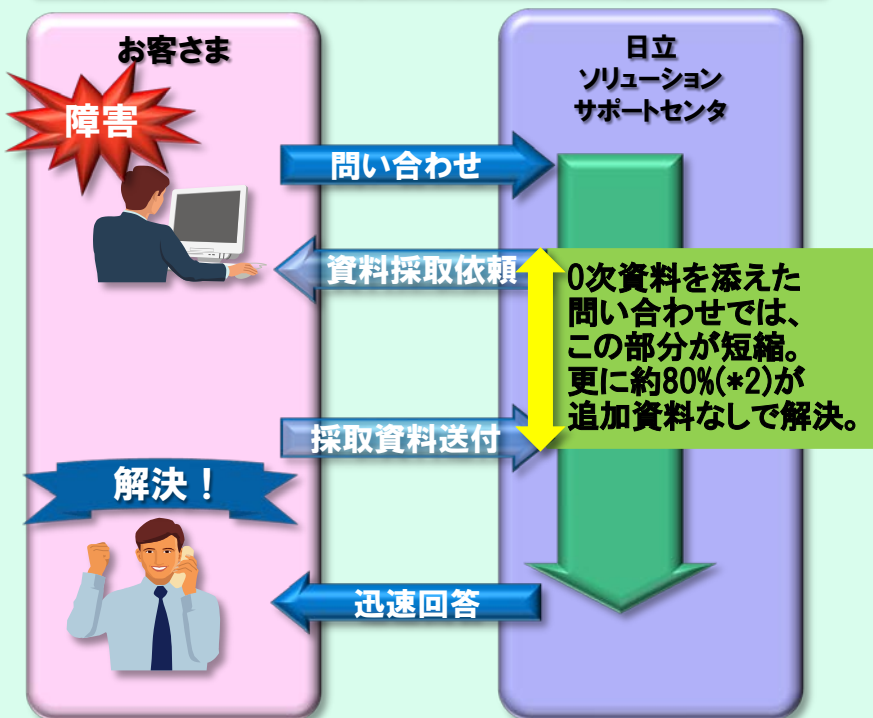 お客さま
日立
ソリューション
サポートセンタ
障害
問い合わせ
資料採取依頼
0次資料を添えた
問い合わせでは、
この部分が短縮。
更に約80%(*2)が
追加資料なしで解決。
採取資料送付
解決！
迅速回答